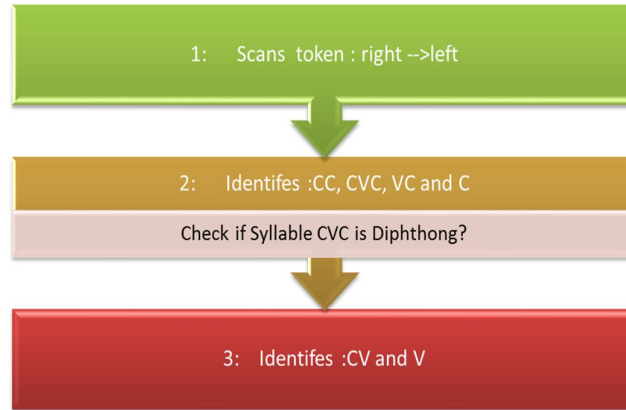 1: Scans token : right -->left
2: Identifes :CC, CVC, VC and C
Check if Syllable CVC is Diphthong?
3: Identifes :CV and V